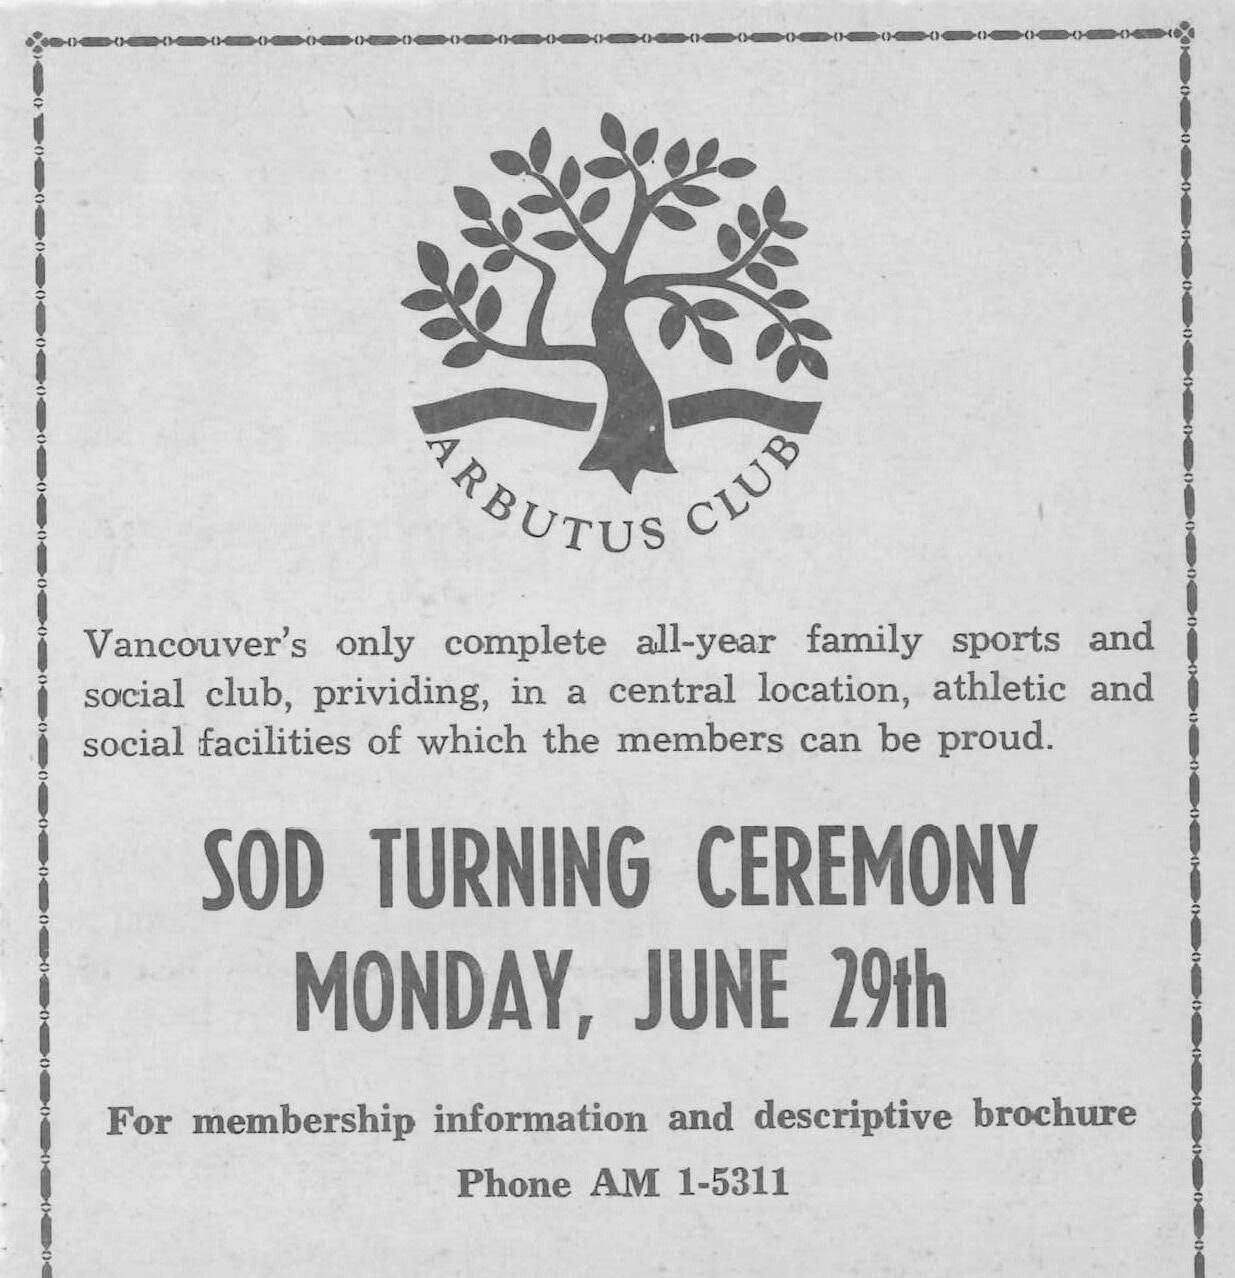 ARBUTUS CLUB
Vancouver's only complete all-year family sports and
social club, prividing, in a central location, athletic and
social facilities of which the members can be proud.
SOD TURNING CEREMONY
MONDAY, JUNE 29th
For membership information and descriptive brochure
Phone AM 1-5311